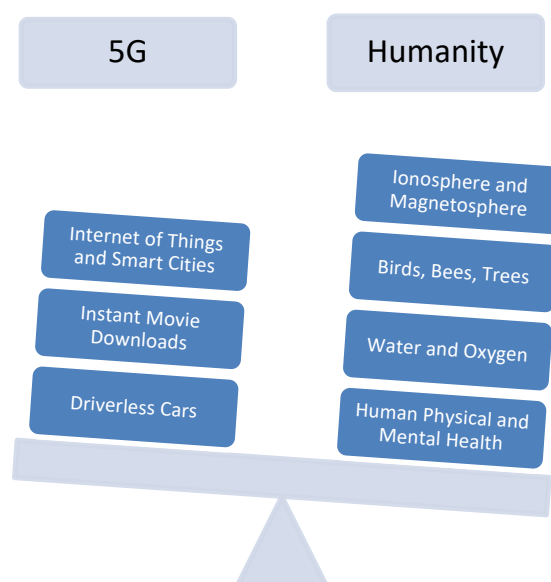 5G
Humanity
Internet of Things
and Smart Cities
Instant Movie
Downloads
Driverless Cars
Ionosphere and
Magnetosphere
Birds, Bees, Trees
Water and Oxygen
Human Physical and
Mental Health